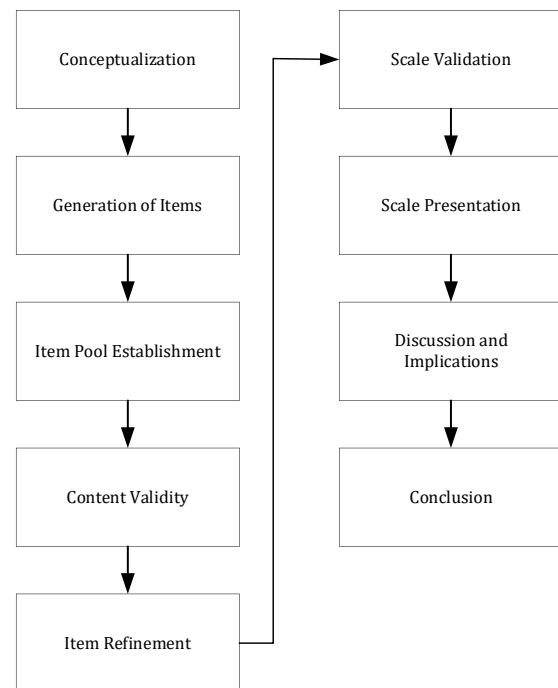 Conceptualization
Generation of Items
Item Pool Establishment
Content Validity
Item Refinement
Scale Validation
Scale Presentation
Discussion and
Implications
Conclusion